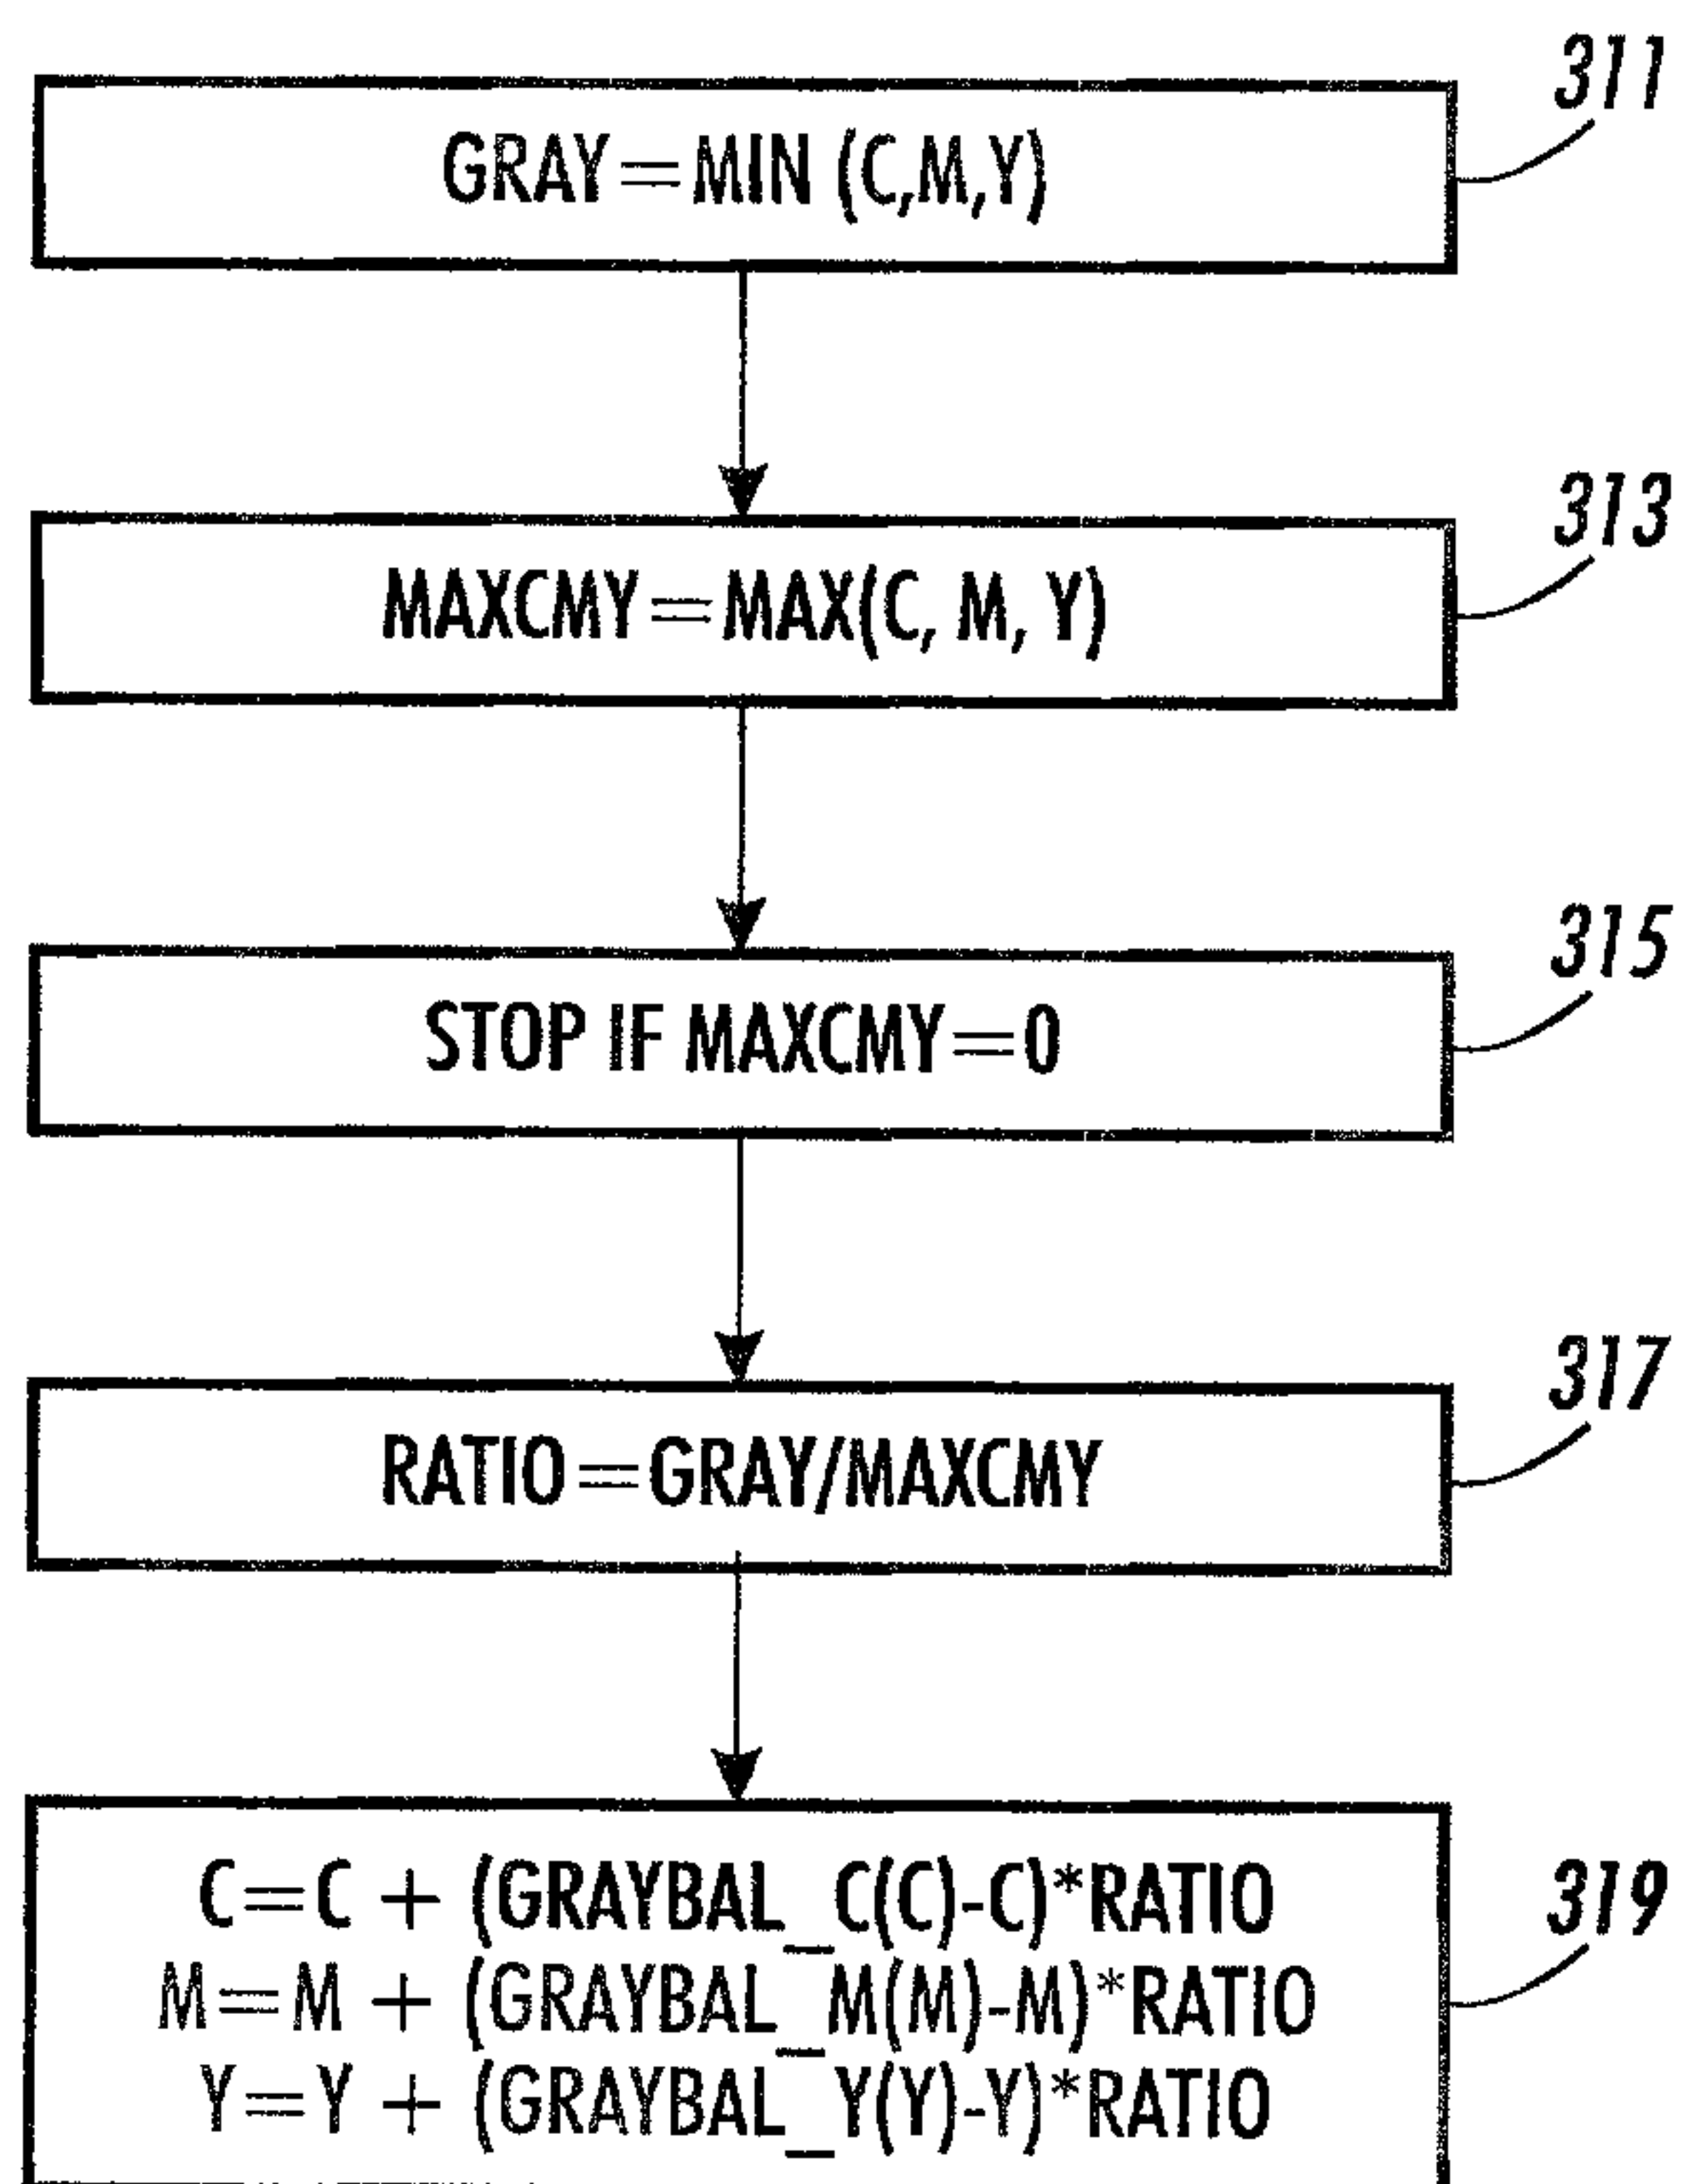 311
GRAY=MIN (C,M,Y)
313
MAXCMY=MAX(C, M, Y)
315
STOP IF MAXCMY=0
317
RATIO=GRAY/MAXCMY
319
C=C + (GRAYBAL_C(C)-C)*RATIO
M=M + (GRAYBAL_M(M)-M)*RATIO
Y=Y + (GRAYBAL_Y(Y)-Y)*RATIO